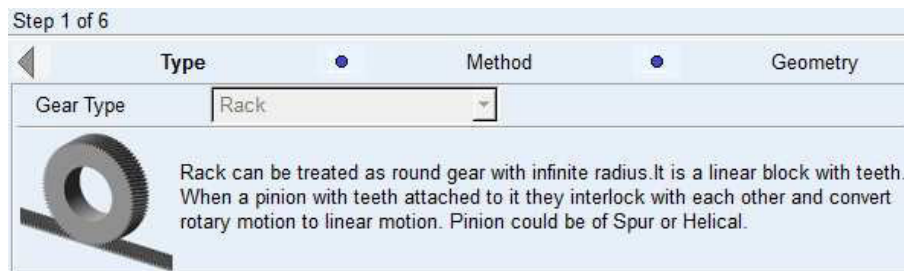 Step 1 of 6
Type Method Geometry
Gear Type Rack
Rack can be treated as round gear with infinite radius.It is a linear block with teeth.
When a pinion with teeth attached to it they interlock with each other and convert
rotary motion to linear motion. Pinion could be of Spur or Helical.